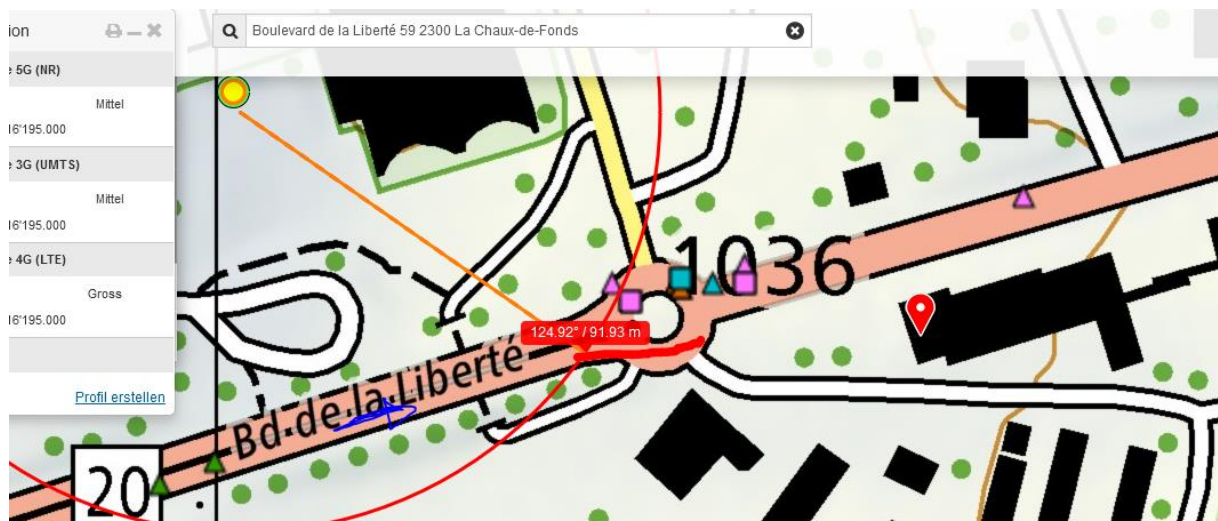 ion
Boulevard de la Liberté 59 2300 La Chaux-de-Fonds
e 5G (NR)
Mittel
16'195.000
e 3G (UMTS)
Mittel
16'195.000
e 4G (LTE)
Gross
16'195.000
Profil erstellen
1036
124.92° / 91.93 m
Bd de la Liberté
20